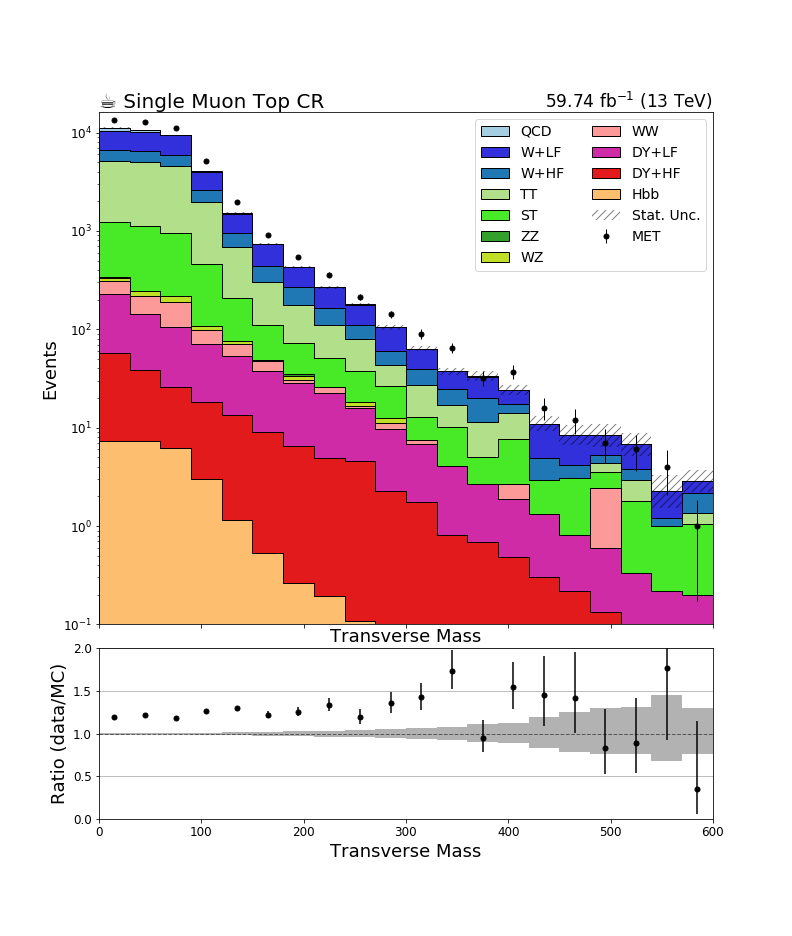 ☕ Single Muon Top CR 59.74 fb⁻¹ (13 TeV)
QCD WW
W+LF DY+LF
W+HF DY+HF
TT Hbb
ST Stat. Unc.
ZZ MET
WZ
10⁴
10³
10²
10¹
10⁰
10⁻¹
Events
Transverse Mass
2.0
1.5
1.0
0.5
0.0
Ratio (data/MC)
0 100 200 300 400 500 600
Transverse Mass